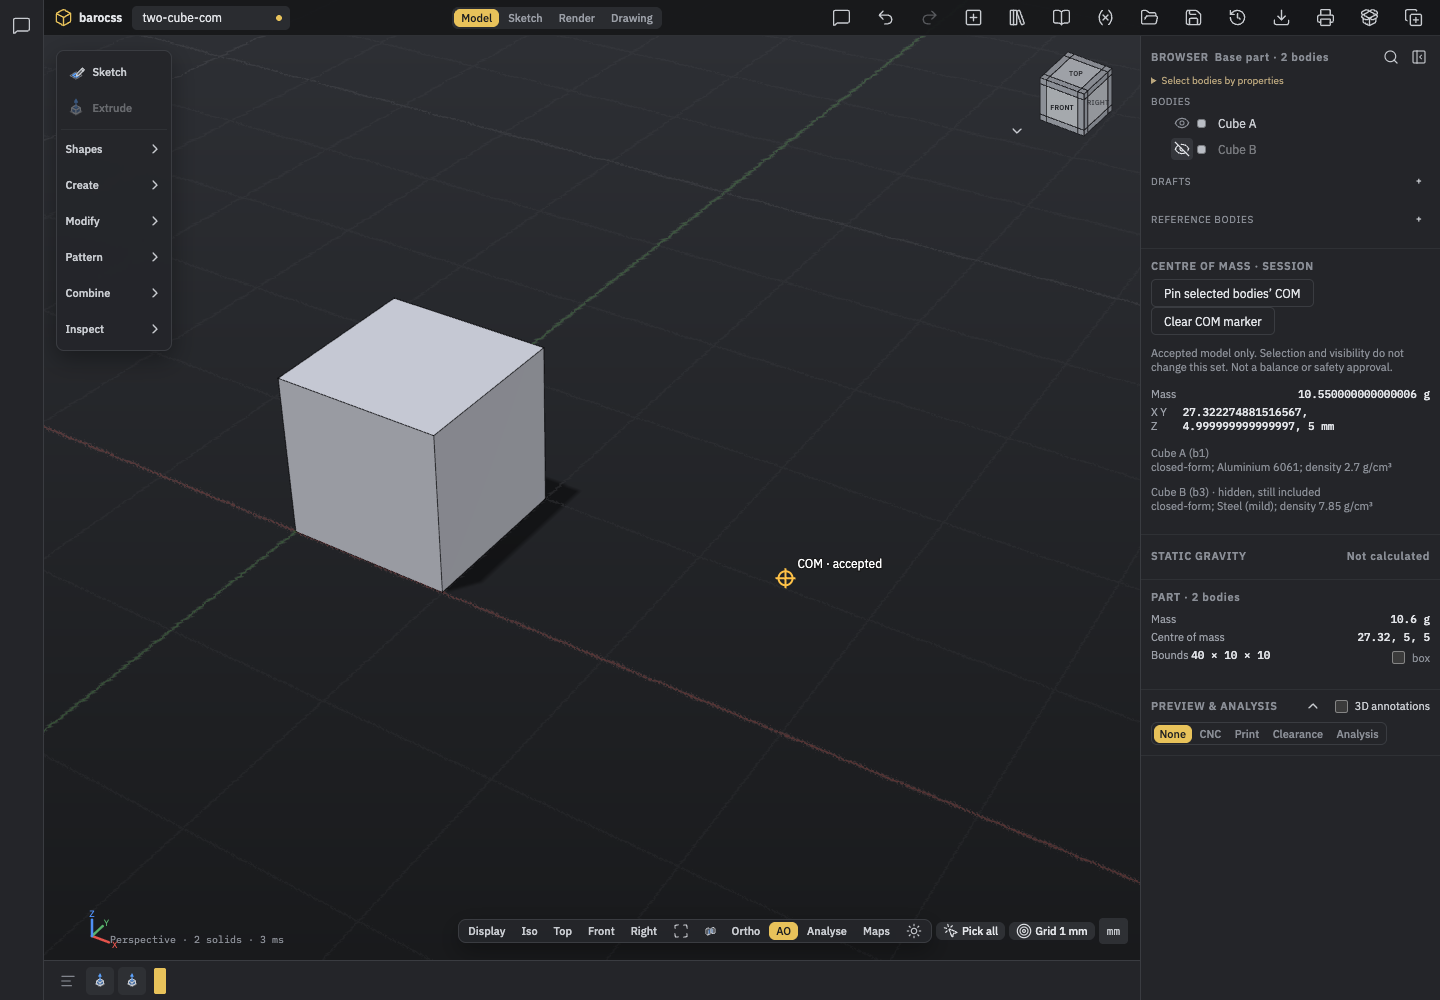 barocss
two-cube-com
Model Sketch Render Drawing
Sketch
Extrude
Shapes
Create
Modify
Pattern
Combine
Inspect
TOP
FRONT
RIGHT
COM · accepted
BROWSER Base part · 2 bodies
Select bodies by properties
BODIES
Cube A
Cube B
DRAFTS
REFERENCE BODIES
CENTRE OF MASS · SESSION
Pin selected bodies’ COM
Clear COM marker
Accepted model only. Selection and visibility do not
change this set. Not a balance or safety approval.
Mass 10.550000000000006 g
X Y 27.322274881516567,
Z 4.999999999999997, 5 mm
Cube A (b1)
closed-form; Aluminium 6061; density 2.7 g/cm³
Cube B (b3) · hidden, still included
closed-form; Steel (mild); density 7.85 g/cm³
STATIC GRAVITY Not calculated
PART · 2 bodies
Mass 10.6 g
Centre of mass 27.32, 5, 5
Bounds 40 × 10 × 10 box
PREVIEW & ANALYSIS 3D annotations
None CNC Print Clearance Analysis
Z
Y
X
Perspective · 2 solids · 3 ms
Display Iso Top Front Right Ortho AO Analyse Maps Pick all Grid 1 mm mm